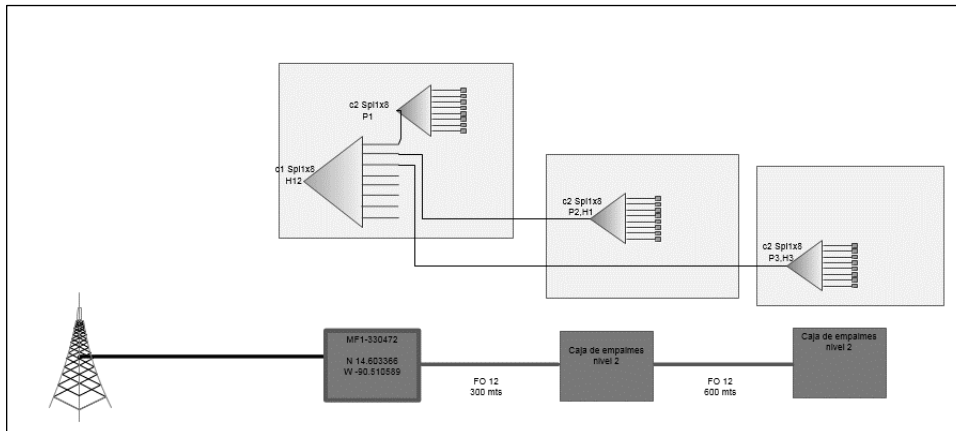 c2 Spl1x8
P1
c1 Spl1x8
H12
c2 Spl1x8
P2,H1
c2 Spl1x8
P3,H3
MF1-330472
N 14.603366
W -90.510589
FO 12
300 mts
Caja de empalmes
nivel 2
FO 12
600 mts
Caja de empalmes
nivel 2